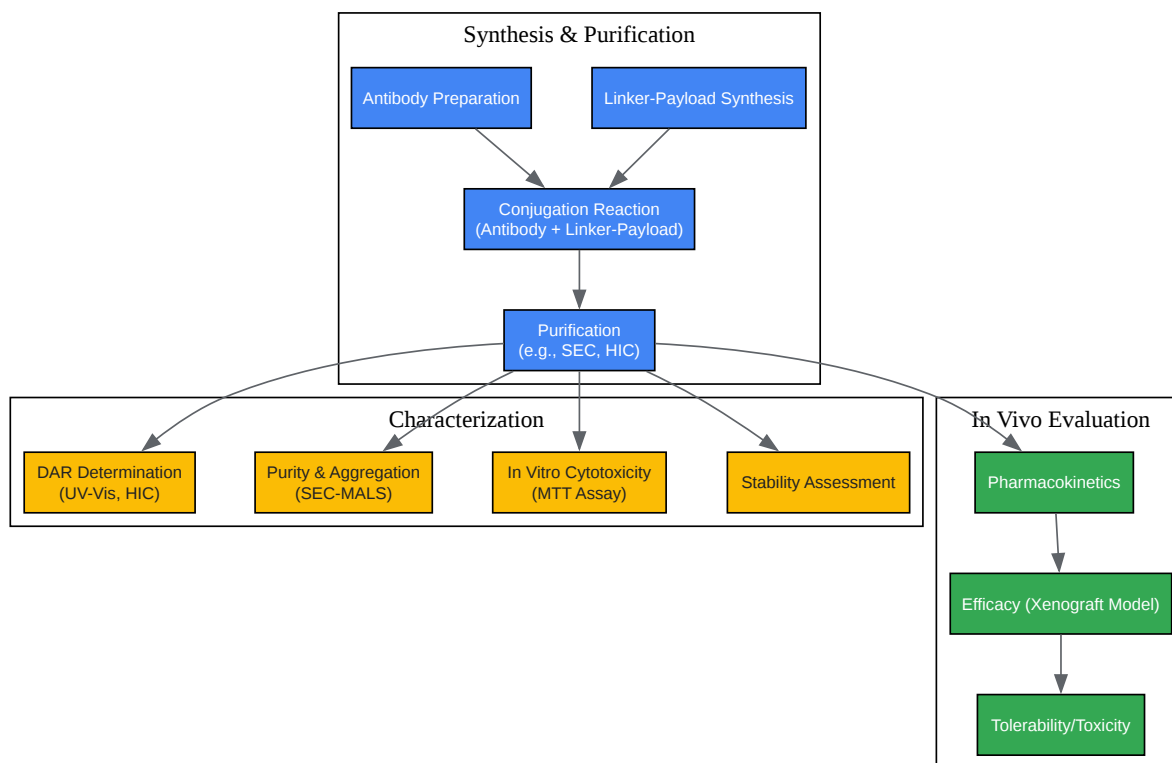 Synthesis & Purification
Antibody Preparation
Linker-Payload Synthesis
Conjugation Reaction
(Antibody + Linker-Payload)
Purification
(e.g., SEC, HIC)
Characterization
DAR Determination
(UV-Vis, HIC)
Purity & Aggregation
(SEC-MALS)
In Vitro Cytotoxicity
(MTT Assay)
Stability Assessment
In Vivo Evaluation
Pharmacokinetics
Efficacy (Xenograft Model)
Tolerability/Toxicity